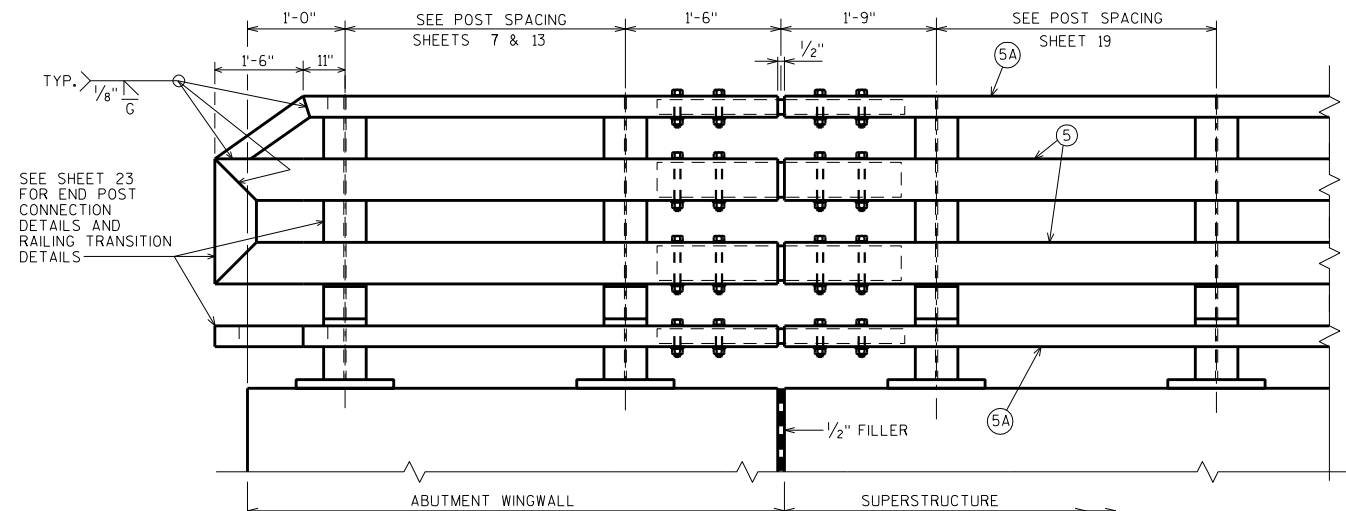 1'-0"
SEE POST SPACING
SHEETS 7 & 13
1'-6"
1'-9"
SEE POST SPACING
SHEET 19
1/2"
1'-6"
11"
5A
TYP.
1/8"
G
5
SEE SHEET 23
FOR END POST
CONNECTION
DETAILS AND
RAILING TRANSITION
DETAILS
5A
1/2" FILLER
ABUTMENT WINGWALL
SUPERSTRUCTURE